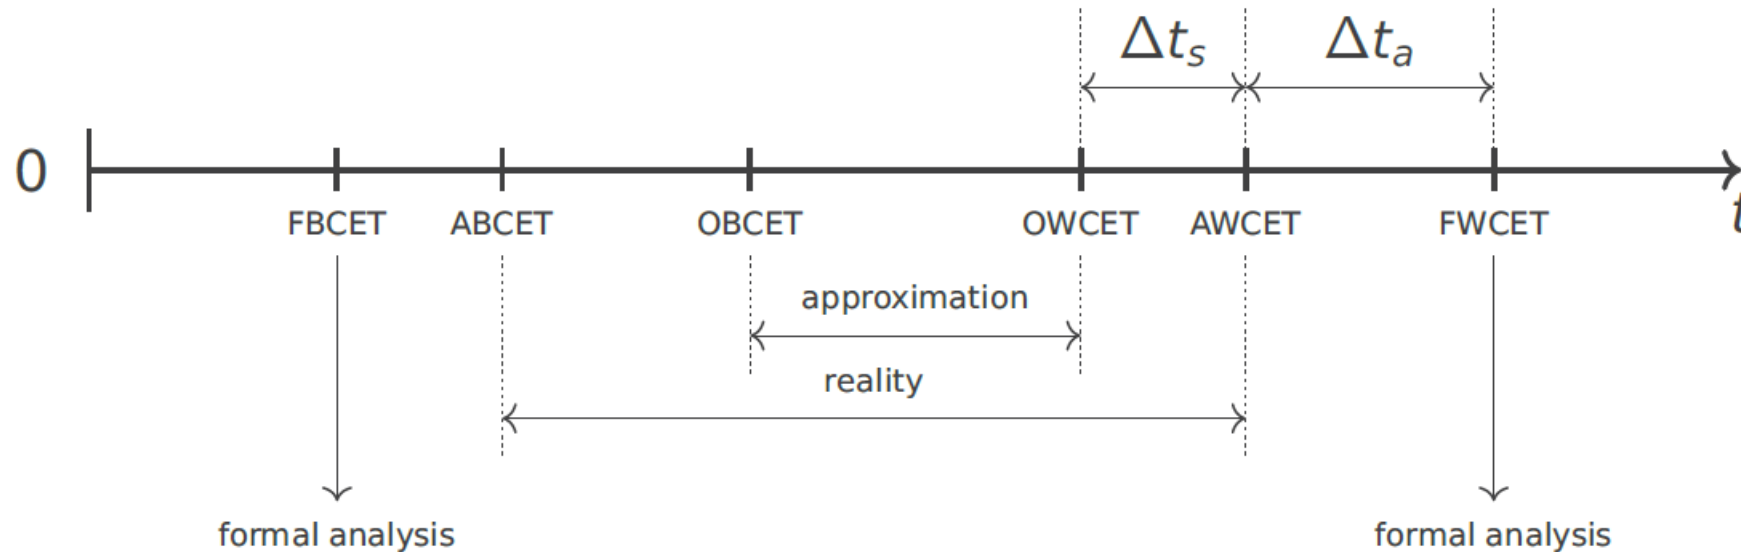 Δtₛ Δtₐ
0
t
FBCET ABCET OBCET OWCET AWCET FWCET
approximation
reality
formal analysis formal analysis